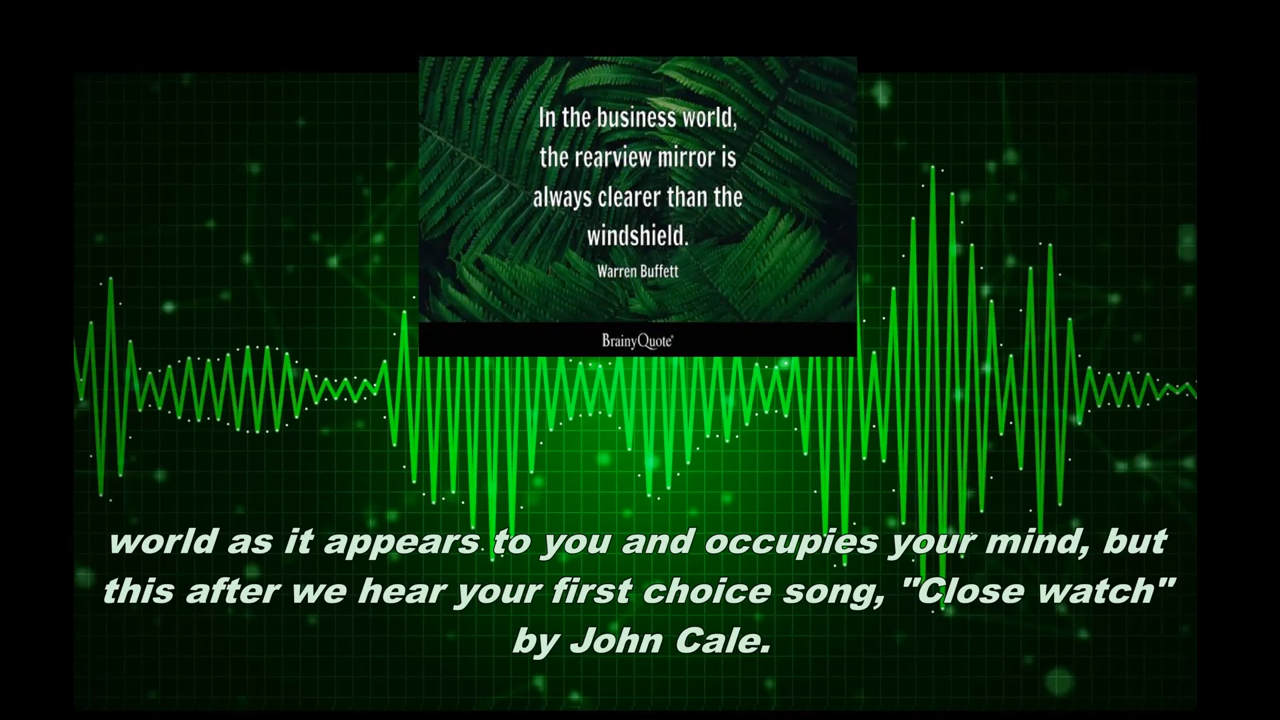 In the business world,
the rearview mirror is
always clearer than the
windshield.
Warren Buffett
BrainyQuote®
world as it appears to you and occupies your mind, but
this after we hear your first choice song, "Close watch"
by John Cale.